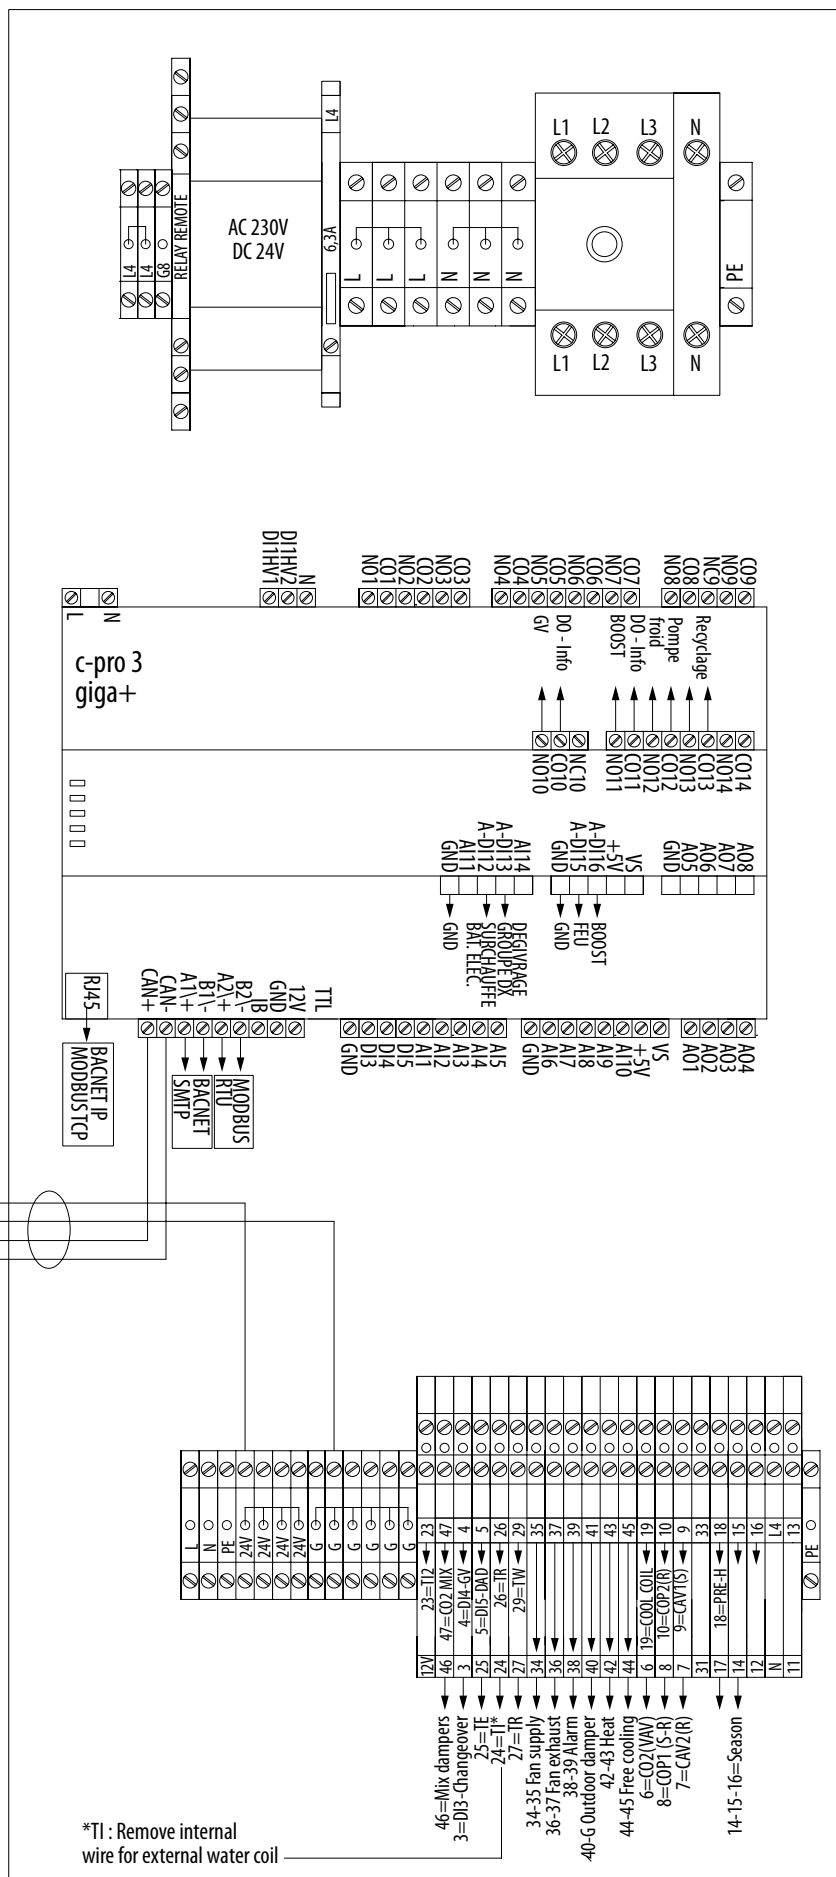 L4
L4
G8
RELAY REMOTE
AC 230V
DC 24V
L4
6,3A
L
L
L
N
N
N
L1
L2
L3
N
L1
L2
L3
N
PE
L
N
DI1HV1
DI1HV2
N
NO1
CO1
NO2
CO2
NO3
CO3
NO4
CO4
NO5
CO5
NO6
CO6
NO7
CO7
NO8
CO8
NC9
NO9
CO9
c-pro 3
giga+
GV
DO - Info
BOOST
DO - Info
froid
Pompe
Recyclage
NO10
CO10
NC10
NO11
CO11
NO12
CO12
NO13
CO13
NO14
CO14
GND
AI11
A-DI12
A-DI13
AI14
GND
A-DI15
A-DI16
+5V
VS
GND
AO5
AO6
AO7
AO8
GND
BAT. ELEC.
SURCHAUFFE
GROUPE DX
DEGIVRAGE
GND
FEU
BOOST
RJ45
BACNET IP
MODBUS TCP
CAN+
CAN-
A1\+
B1\-
A2\+
B2\-
IB
GND
12V
TTL
SMTP
BACNET
RTU
MODBUS
GND
DI3
DI4
DI5
AI1
AI2
AI3
AI4
AI5
GND
AI6
AI7
AI8
AI9
AI10
+5V
VS
AO1
AO2
AO3
AO4
L
N
PE
24V
24V
24V
24V
G
G
G
G
G
G
23
47
4
5
26
29
35
37
39
41
43
45
19
10
9
33
18
15
16
L4
13
PE
23=TI2
47=CO2 MIX
4=DI4-GV
5=DI5-DAD
26=TR
29=TW
19=COOL COIL
10=COP2(R)
9=CAV1(S)
18=PRE-H
12V
46
3
25
24
27
34
36
38
40
42
44
6
8
7
31
17
14
12
N
11
46=Mix dampers
3=DI3-Changeover
25=TE
24=TI*
27=TR
34-35 Fan supply
36-37 Fan exhaust
38-39 Alarm
40-G Outdoor damper
42-43 Heat
44-45 Free cooling
6=CO2(VAV)
8=COP1 (S-R)
7=CAV2(R)
14-15-16=Season
*TI : Remove internal
wire for external water coil